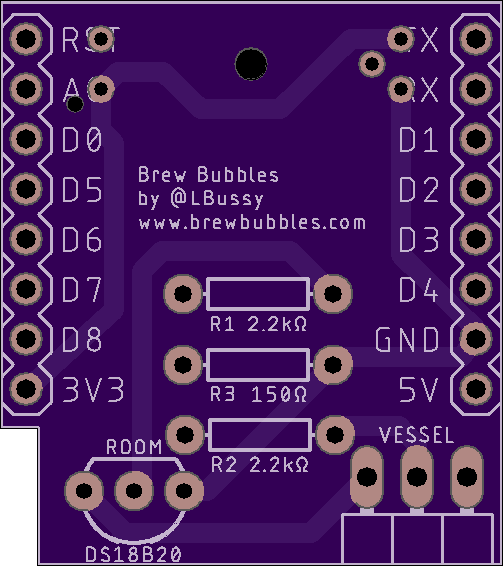 RST
TX
A0
RX
D0
D1
Brew Bubbles
D5
by @LBussy
D2
www.brewbubbles.com
D6
D3
D7
D4
R1 2.2kΩ
D8
GND
3V3
R3 150Ω
5V
ROOM
VESSEL
R2 2.2kΩ
DS18B20